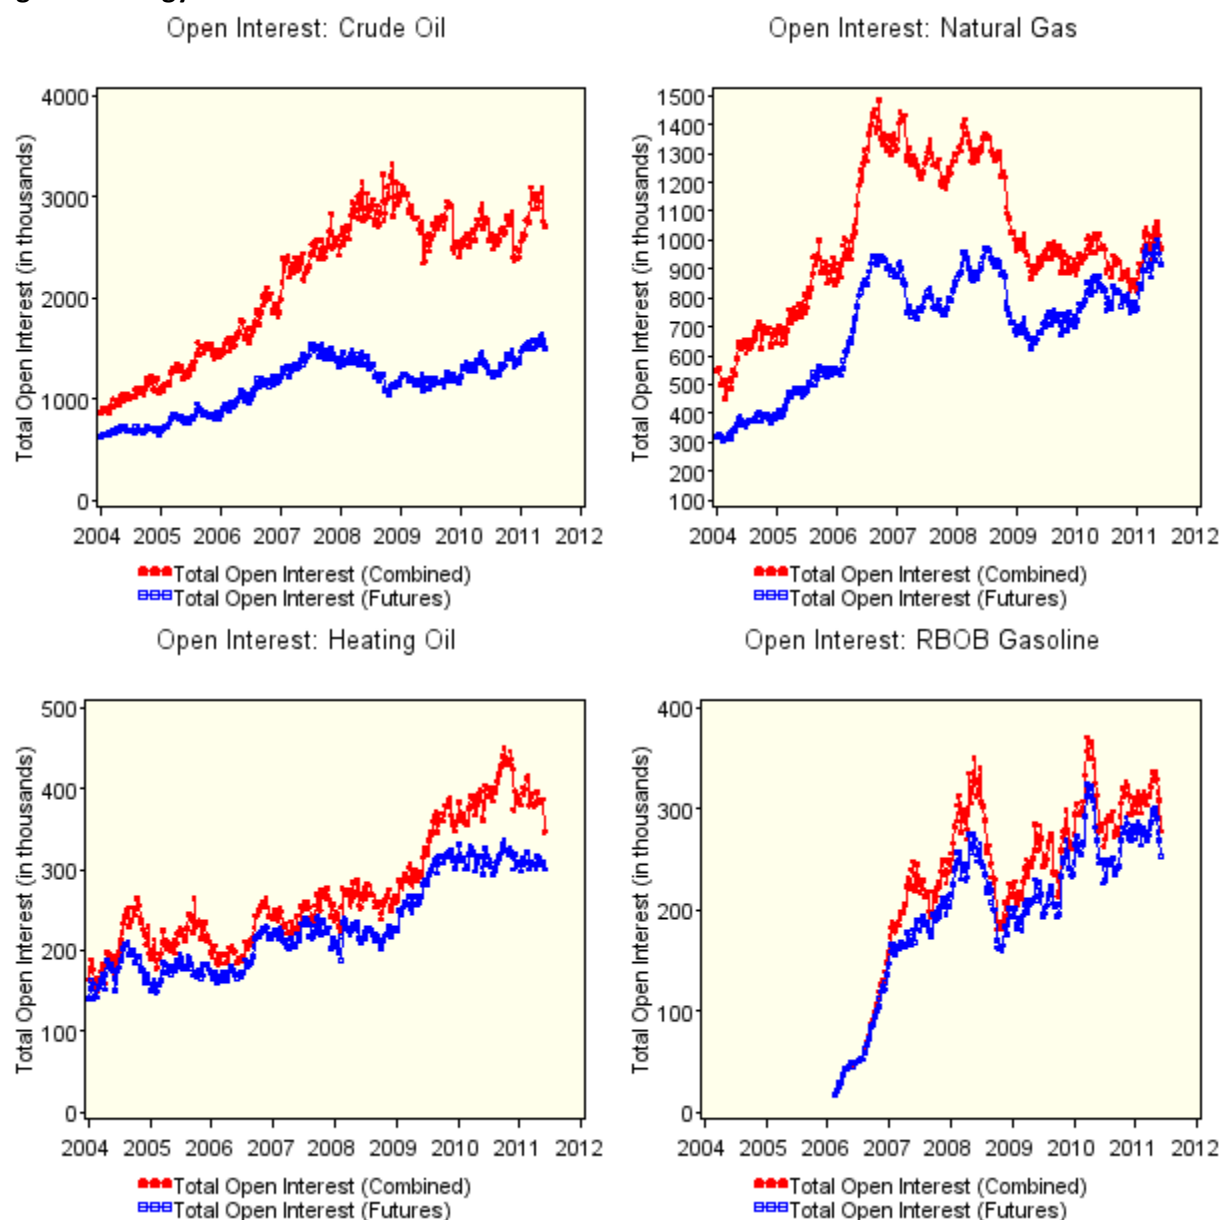 Open Interest: Crude Oil
Total Open Interest (in thousands)
4000
3000
2000
1000
0
2004 2005 2006 2007 2008 2009 2010 2011 2012
Total Open Interest (Combined)
Total Open Interest (Futures)
Open Interest: Natural Gas
Total Open Interest (in thousands)
1500
1400
1300
1200
1100
1000
900
800
700
600
500
400
300
200
100
2004 2005 2006 2007 2008 2009 2010 2011 2012
Total Open Interest (Combined)
Total Open Interest (Futures)
Open Interest: Heating Oil
Total Open Interest (in thousands)
500
400
300
200
100
0
2004 2005 2006 2007 2008 2009 2010 2011 2012
Total Open Interest (Combined)
Total Open Interest (Futures)
Open Interest: RBOB Gasoline
Total Open Interest (in thousands)
400
300
200
100
0
2004 2005 2006 2007 2008 2009 2010 2011 2012
Total Open Interest (Combined)
Total Open Interest (Futures)